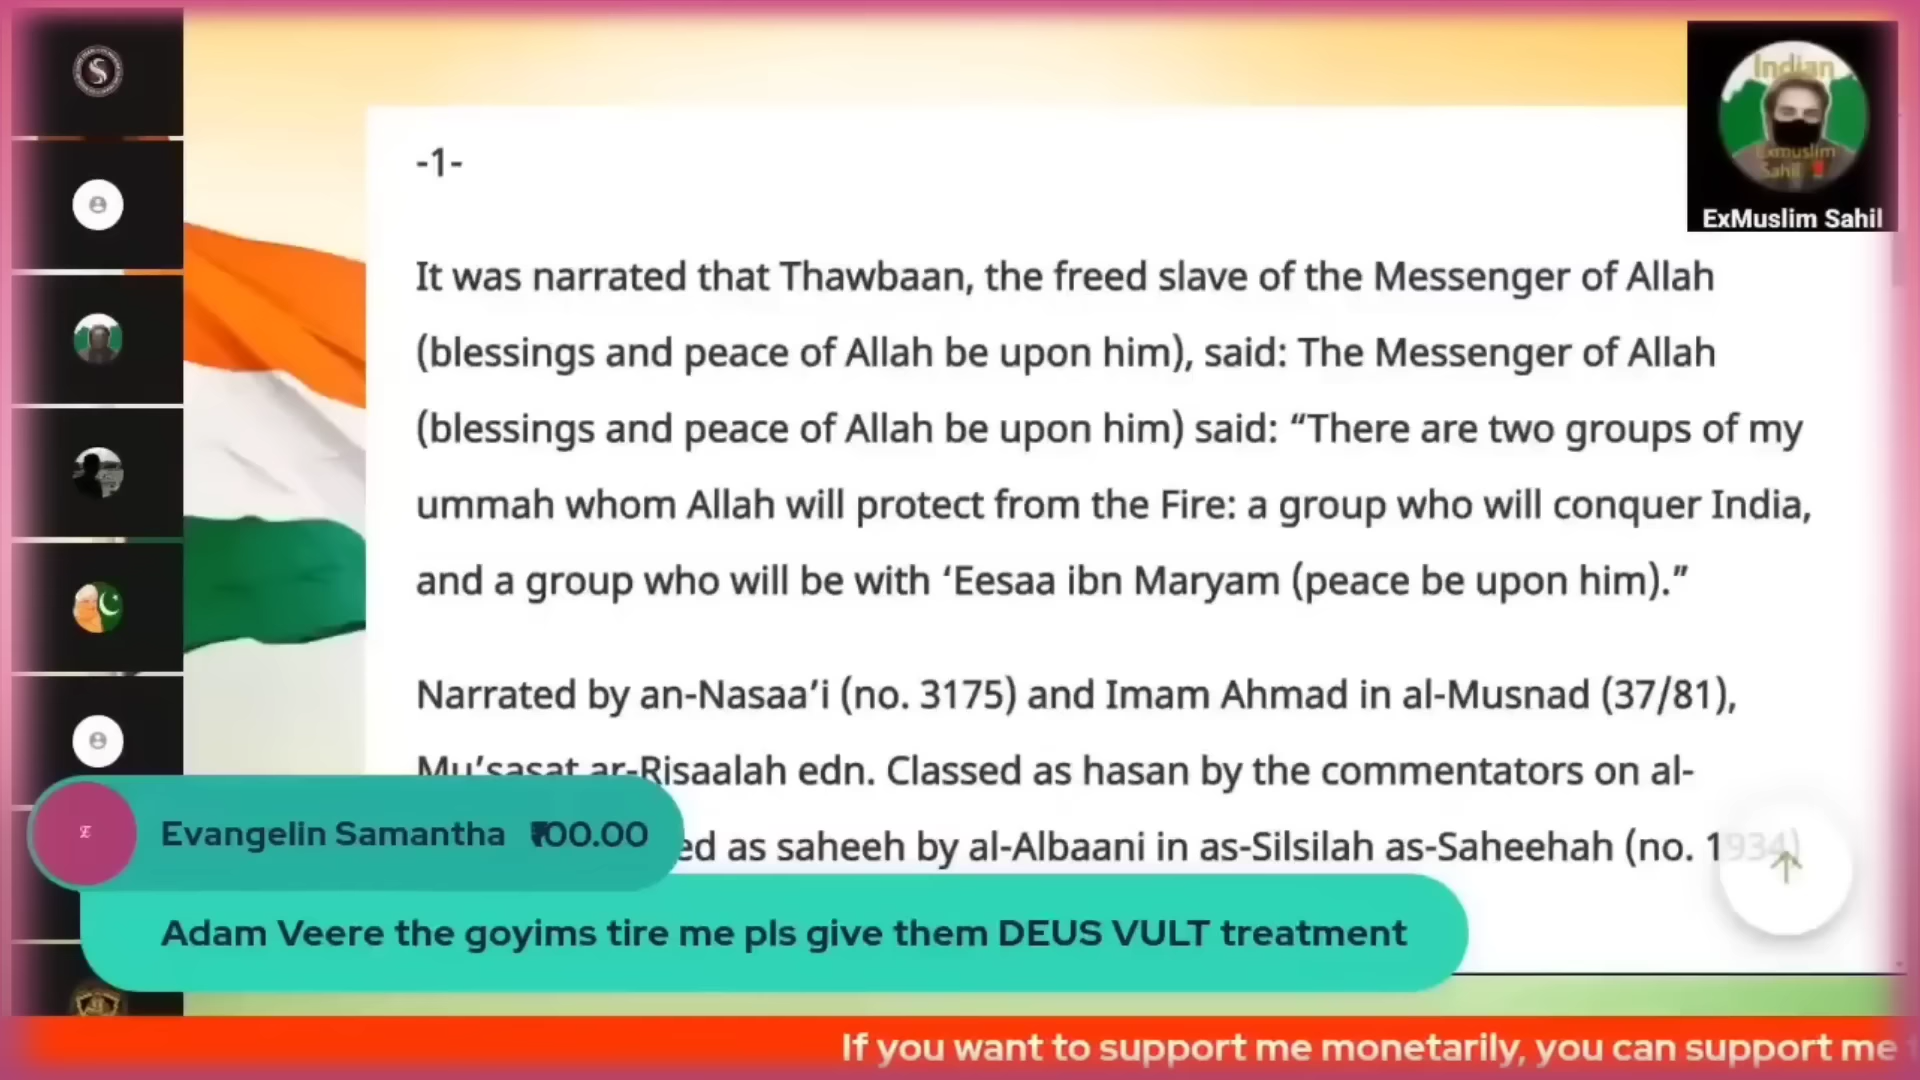 Indian
Exmuslim
Sahil
ExMuslim Sahil
-1-
It was narrated that Thawbaan, the freed slave of the Messenger of Allah
(blessings and peace of Allah be upon him), said: The Messenger of Allah
(blessings and peace of Allah be upon him) said: “There are two groups of my
ummah whom Allah will protect from the Fire: a group who will conquer India,
and a group who will be with ‘Eesaa ibn Maryam (peace be upon him).”
Narrated by an-Nasaa’i (no. 3175) and Imam Ahmad in al-Musnad (37/81),
Mu’sasat ar-Risaalah edn. Classed as hasan by the commentators on al-
as saheeh by al-Albaani in as-Silsilah as-Saheehah (no. 1934)
Evangelin Samantha
Adam Veere the goyims tire me pls give them DEUS VULT treatment
If you want to support me monetarily, you can support me